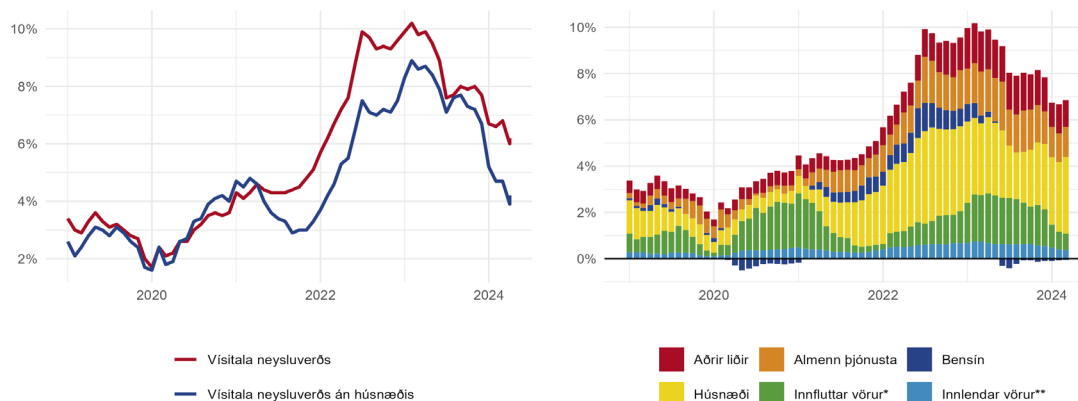 10%
8%
6%
4%
2%
2020
2022
2024
Vísitala neysluverðs
Vísitala neysluverðs án húsnæðis
10%
8%
6%
4%
2%
0%
2020
2022
2024
Aðrir liðir
Almenn þjónusta
Bensín
Húsnæði
Innfluttar vörur*
Innlendar vörur**